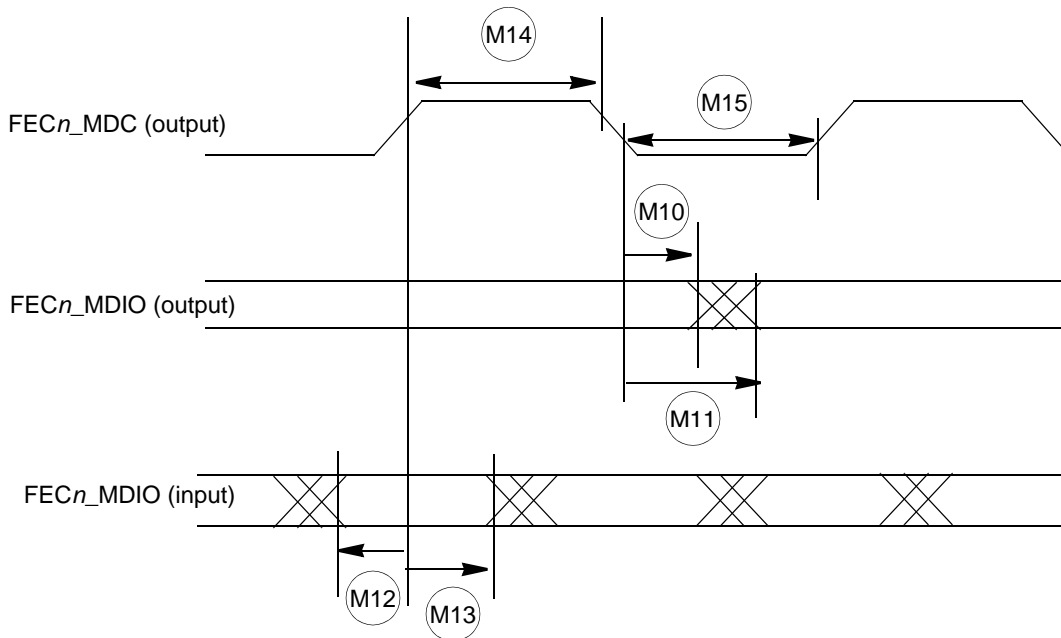 M14
M15
FECn_MDC (output)
M10
FECn_MDIO (output)
M11
FECn_MDIO (input)
M12
M13